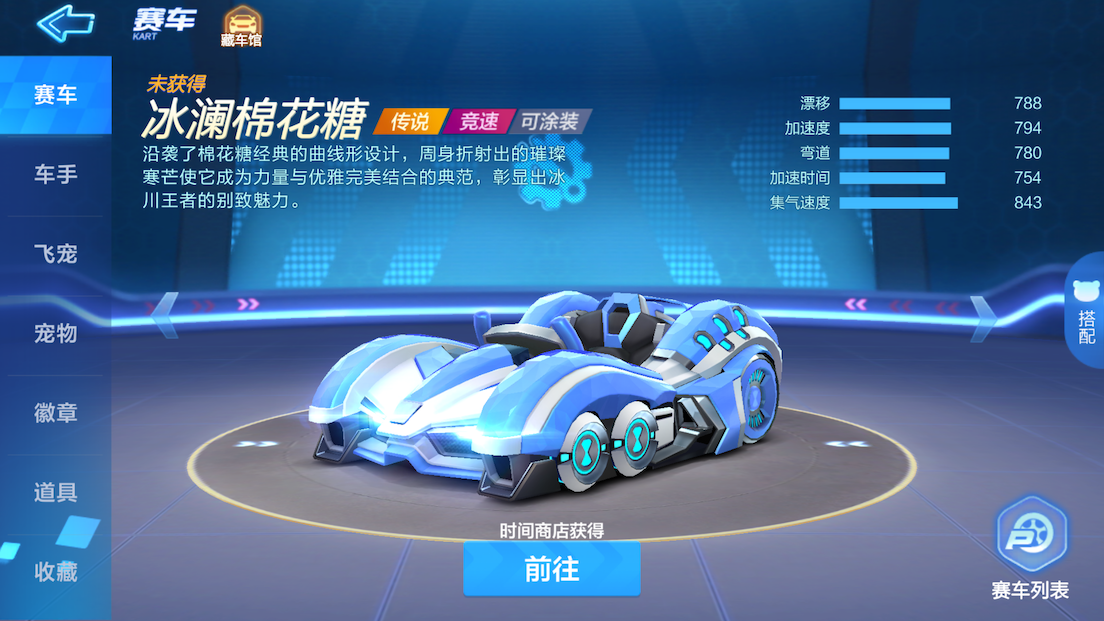 赛车
KART
藏车馆
赛车
车手
飞宠
宠物
徽章
道具
收藏
未获得
冰澜棉花糖
传说
竞速
可涂装
沿袭了棉花糖经典的曲线形设计，周身折射出的璀璨
寒芒使它成为力量与优雅完美结合的典范，彰显出冰
川王者的别致魅力。
漂移 788
加速度 794
弯道 780
加速时间 754
集气速度 843
搭配
时间商店获得
前往
赛车列表